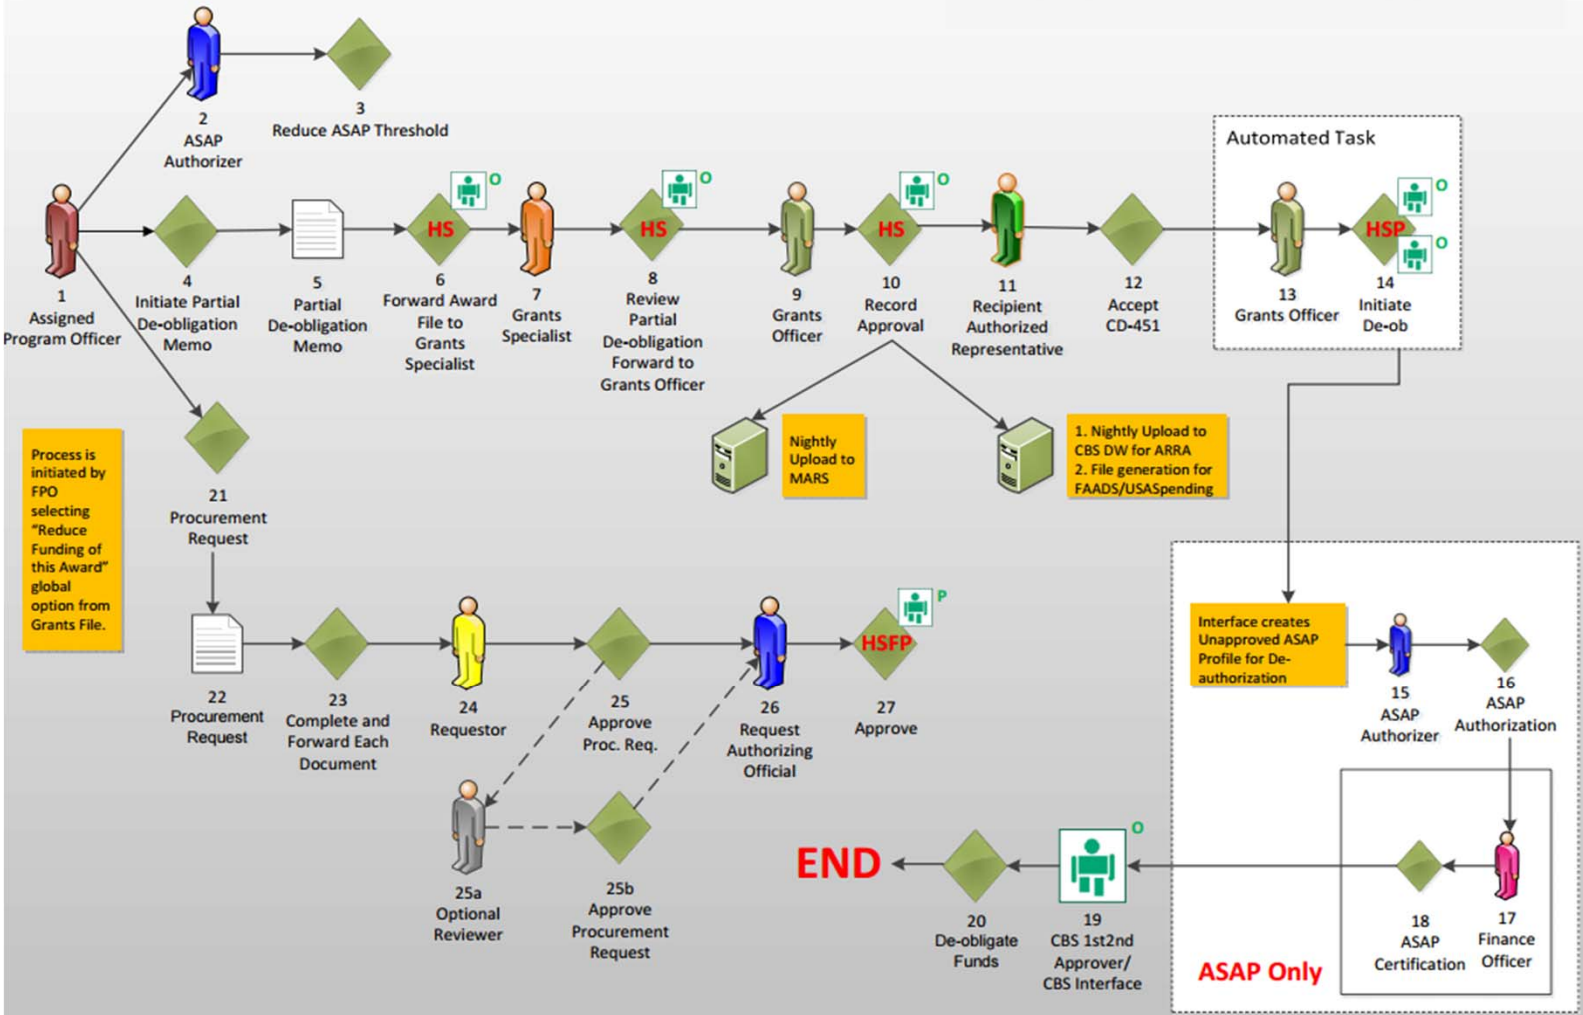 2
ASAP
Authorizer
3
Reduce ASAP Threshold
1
Assigned
Program Officer
4
Initiate Partial
De-obligation
Memo
5
Partial
De-obligation
Memo
HS
O
6
Forward Award
File to
Grants
Specialist
7
Grants
Specialist
HS
O
8
Review
Partial
De-obligation
Forward to
Grants Officer
9
Grants
Officer
HS
O
10
Record
Approval
11
Recipient
Authorized
Representative
12
Accept
CD-451
Automated Task
13
Grants Officer
HSP
O
O
14
Initiate
De-ob
Nightly
Upload to
MARS
1. Nightly Upload to
CBS DW for ARRA
2. File generation for
FAADS/USASpending
Process is
initiated by
FPO
selecting
“Reduce
Funding of
this Award”
global
option from
Grants File.
21
Procurement
Request
22
Procurement
Request
23
Complete and
Forward Each
Document
24
Requestor
25
Approve
Proc. Req.
26
Request
Authorizing
Official
HSFP
P
27
Approve
25a
Optional
Reviewer
25b
Approve
Procurement
Request
Interface creates
Unapproved ASAP
Profile for De-
authorization
15
ASAP
Authorizer
16
ASAP
Authorization
17
Finance
Officer
18
ASAP
Certification
ASAP Only
O
19
CBS 1st2nd
Approver/
CBS Interface
20
De-obligate
Funds
END